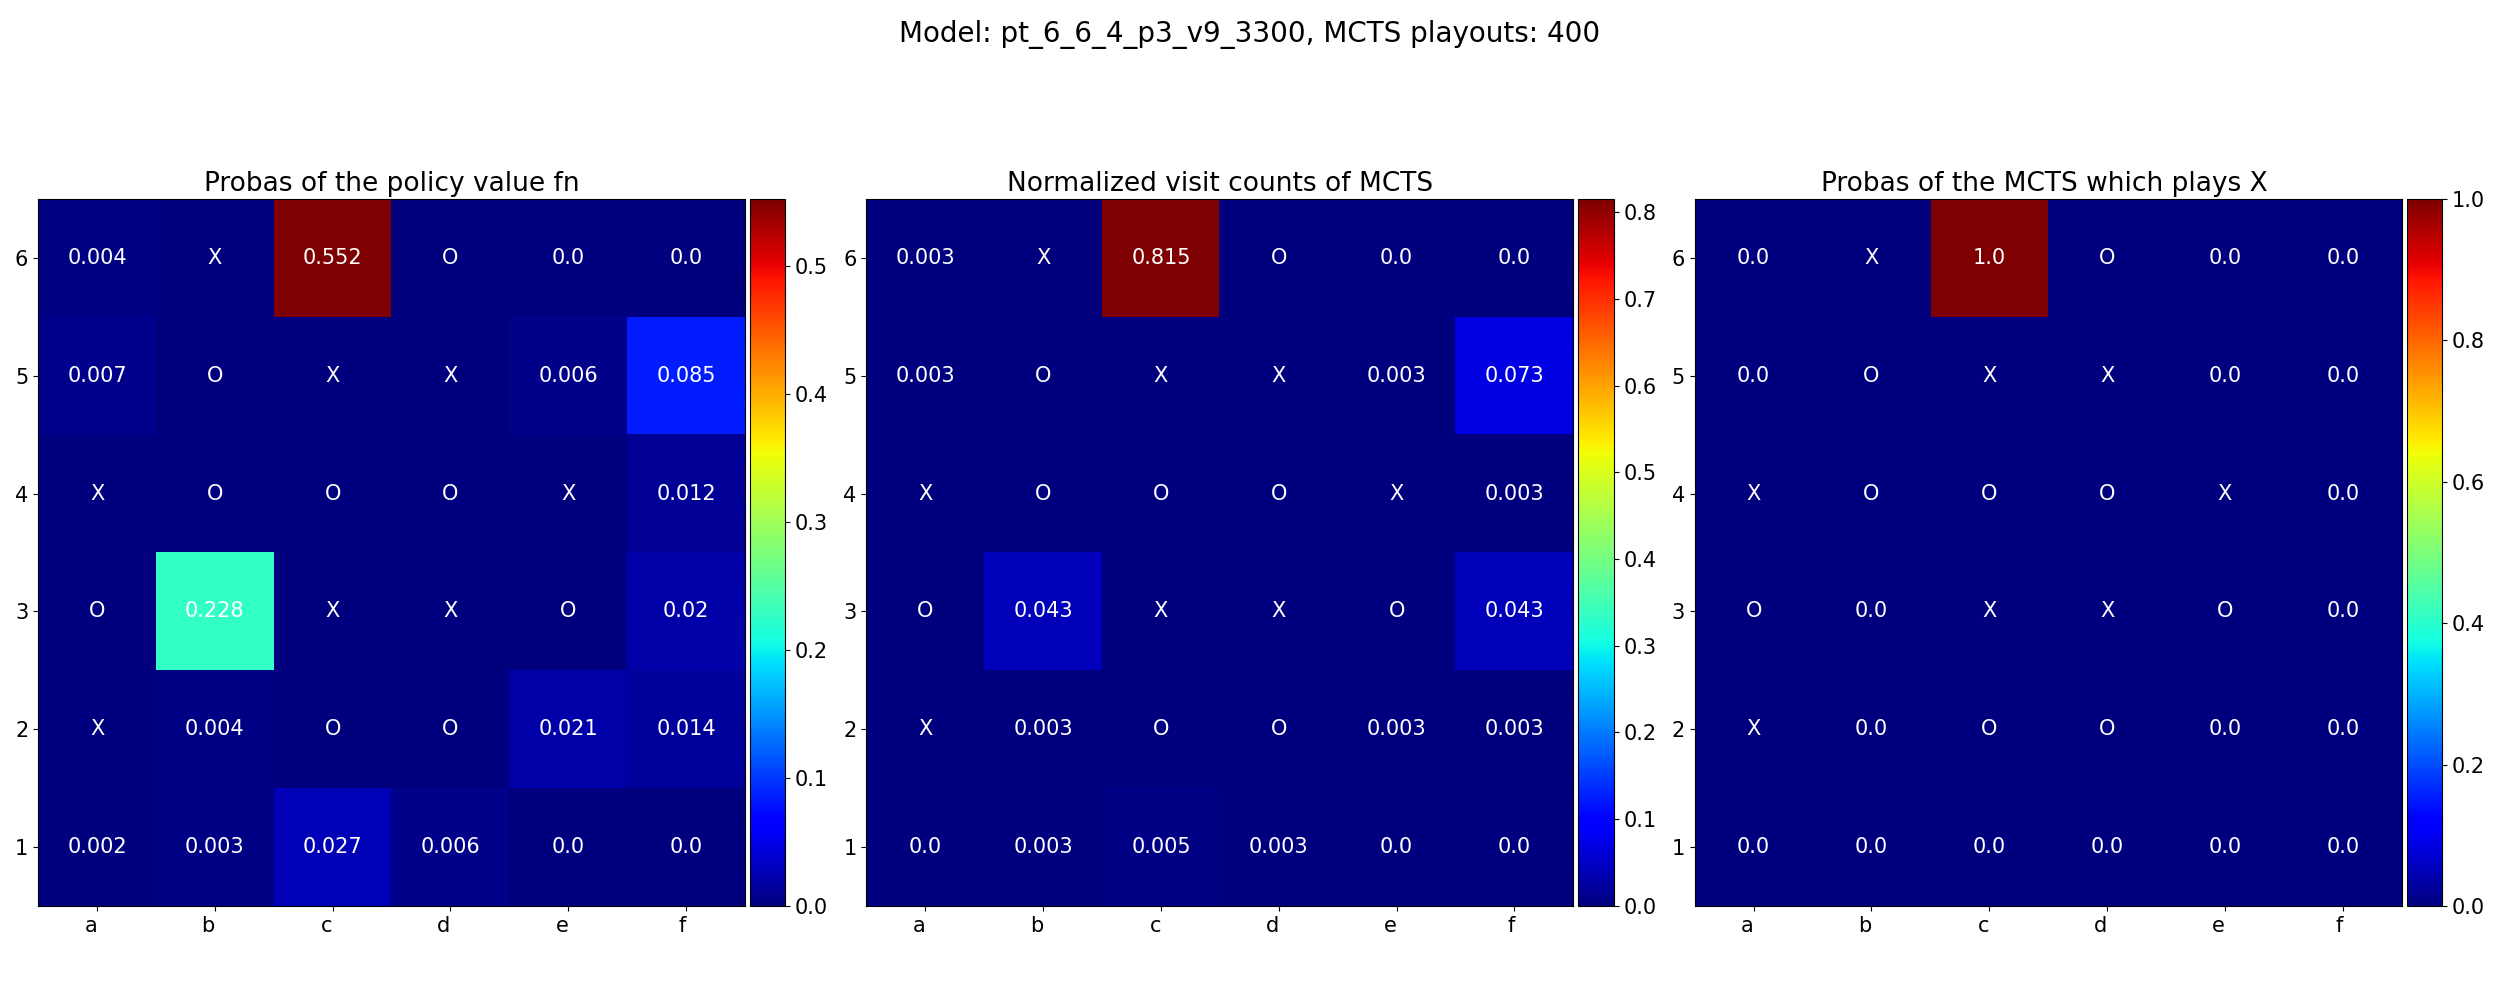 Model: pt_6_6_4_p3_v9_3300, MCTS playouts: 400
Probas of the policy value fn
6 0.004 X 0.552 O 0.0 0.0
5 0.007 O X X 0.006 0.085
4 X O O O X 0.012
3 O 0.228 X X O 0.02
2 X 0.004 O O 0.021 0.014
1 0.002 0.003 0.027 0.006 0.0 0.0
a b c d e f
0.5
0.4
0.3
0.2
0.1
0.0
Normalized visit counts of MCTS
6 0.003 X 0.815 O 0.0 0.0
5 0.003 O X X 0.003 0.073
4 X O O O X 0.003
3 O 0.043 X X O 0.043
2 X 0.003 O O 0.003 0.003
1 0.0 0.003 0.005 0.003 0.0 0.0
a b c d e f
0.8
0.7
0.6
0.5
0.4
0.3
0.2
0.1
0.0
Probas of the MCTS which plays X
6 0.0 X 1.0 O 0.0 0.0
5 0.0 O X X 0.0 0.0
4 X O O O X 0.0
3 O 0.0 X X O 0.0
2 X 0.0 O O 0.0 0.0
1 0.0 0.0 0.0 0.0 0.0 0.0
a b c d e f
1.0
0.8
0.6
0.4
0.2
0.0